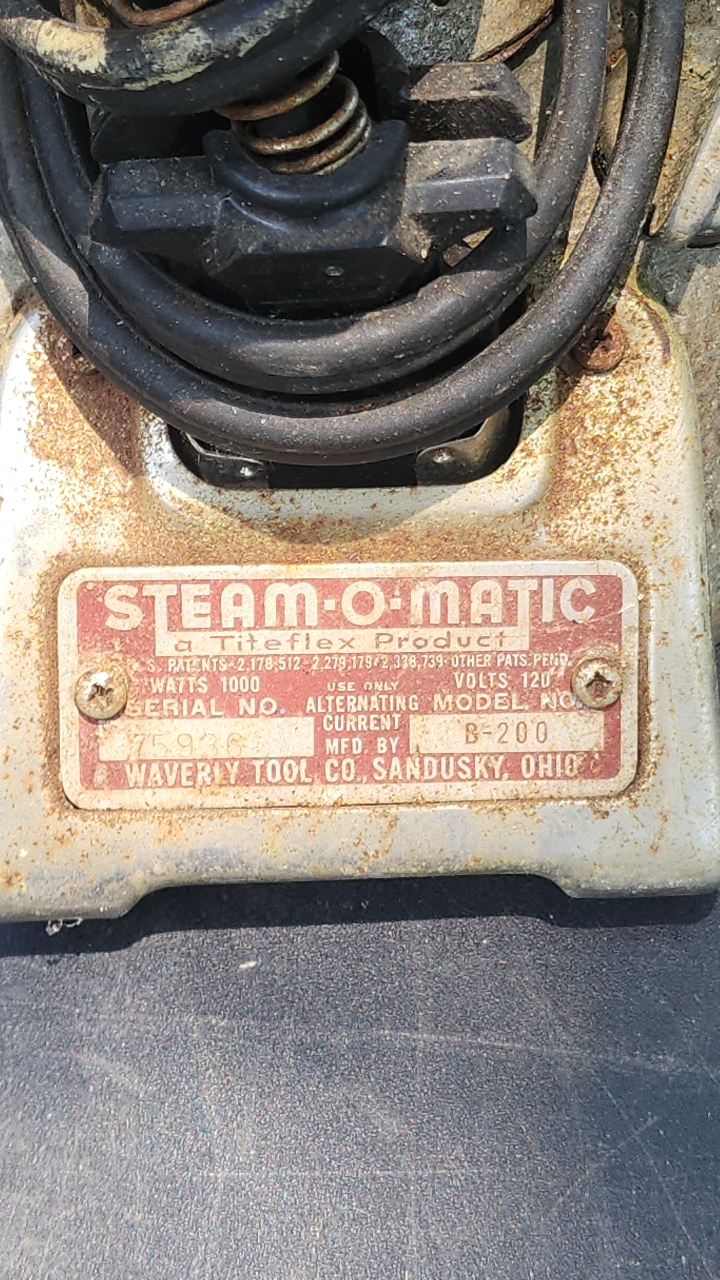 STEAM-O-MATIC
a Titeflex Product
U.S. PATENTS-2,178,512-2,279,179-2,338,739-OTHER PATS. PEND.
WATTS 1000 USE ONLY VOLTS 120
SERIAL NO. ALTERNATING MODEL NO.
CURRENT
75936 MFD. BY B-200
WAVERLY TOOL CO., SANDUSKY, OHIO